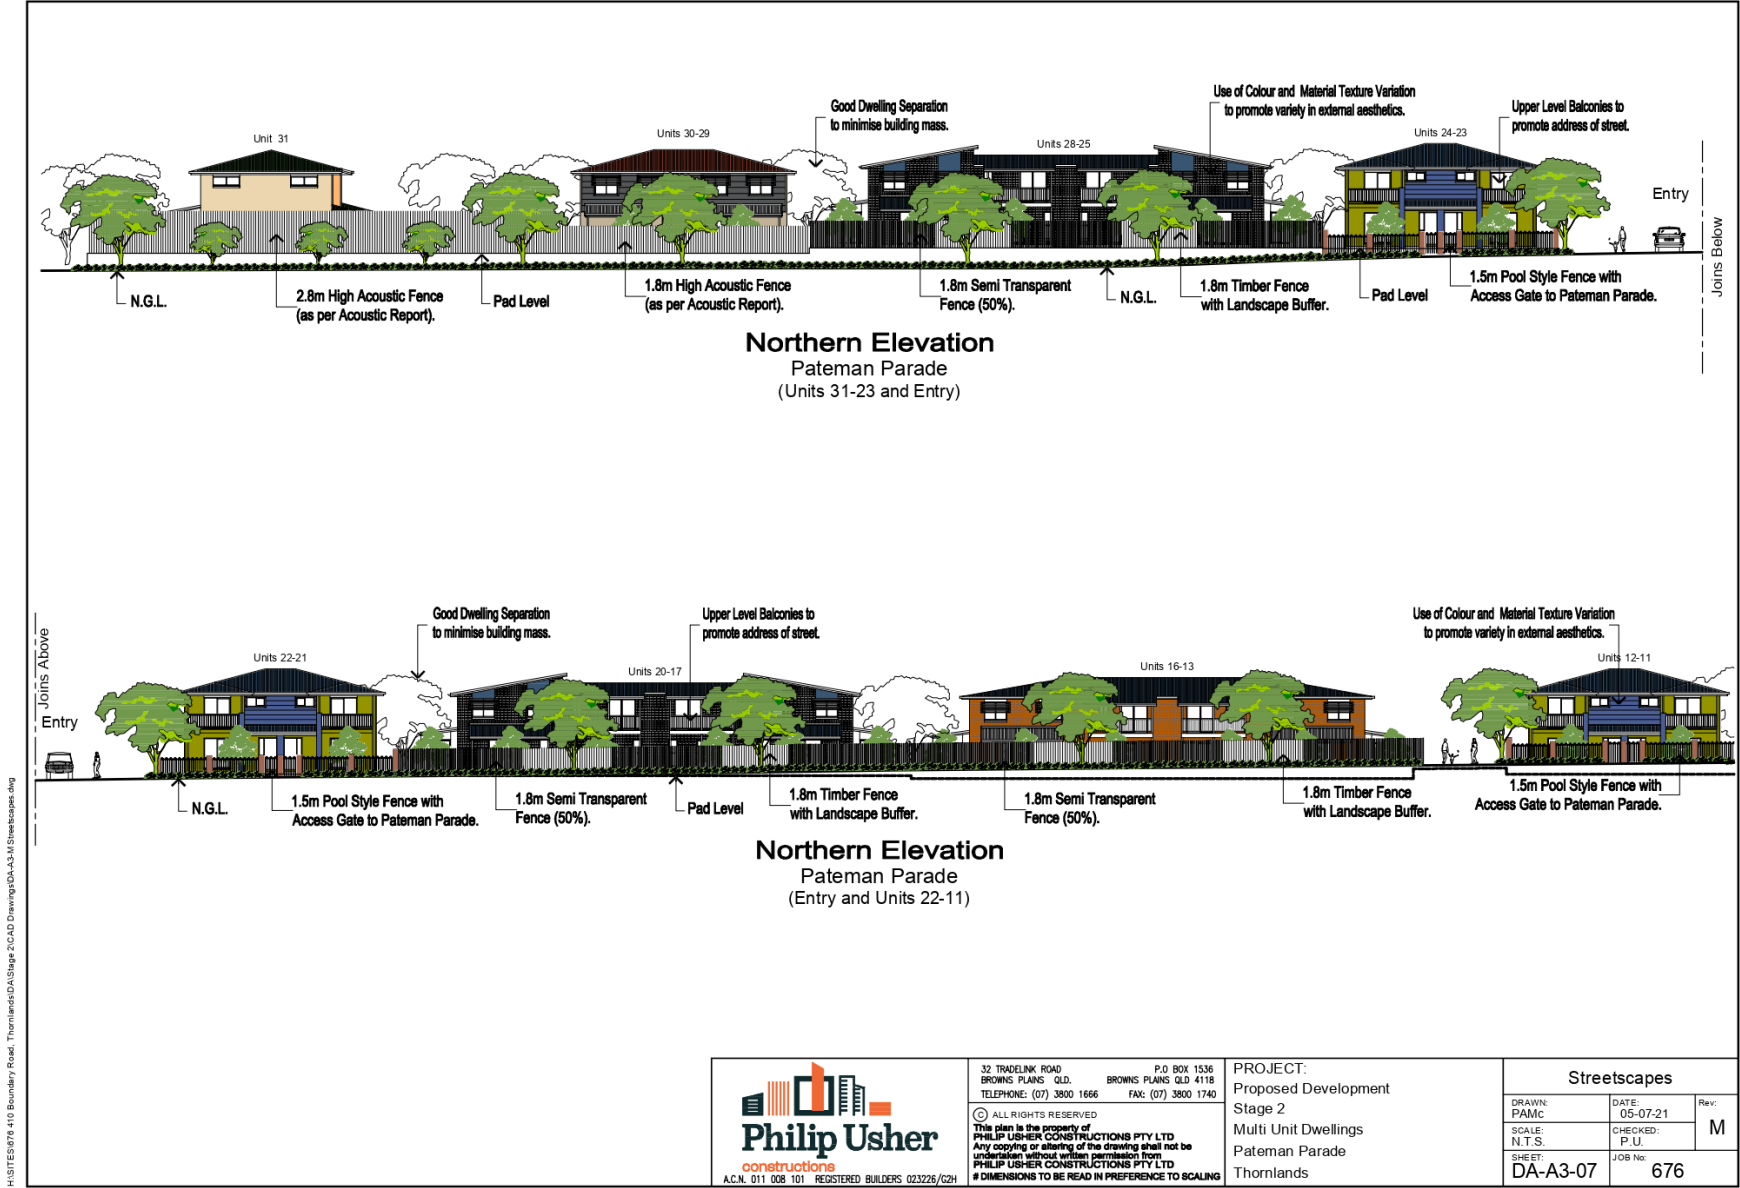 Good Dwelling Separation
to minimise building mass.
Use of Colour and Material Texture Variation
to promote variety in external aesthetics.
Upper Level Balconies to
promote address of street.
Unit 31
Units 30-29
Units 28-25
Units 24-23
Entry
Joins Below
N.G.L.
2.8m High Acoustic Fence
(as per Acoustic Report).
Pad Level
1.8m High Acoustic Fence
(as per Acoustic Report).
1.8m Semi Transparent
Fence (50%).
N.G.L.
1.8m Timber Fence
with Landscape Buffer.
Pad Level
1.5m Pool Style Fence with
Access Gate to Pateman Parade.
Northern Elevation
Pateman Parade
(Units 31-23 and Entry)
Joins Above
Entry
Good Dwelling Separation
to minimise building mass.
Upper Level Balconies to
promote address of street.
Use of Colour and Material Texture Variation
to promote variety in external aesthetics.
Units 22-21
Units 20-17
Units 16-13
Units 12-11
N.G.L.
1.5m Pool Style Fence with
Access Gate to Pateman Parade.
1.8m Semi Transparent
Fence (50%).
Pad Level
1.8m Timber Fence
with Landscape Buffer.
1.8m Semi Transparent
Fence (50%).
1.8m Timber Fence
with Landscape Buffer.
1.5m Pool Style Fence with
Access Gate to Pateman Parade.
Northern Elevation
Pateman Parade
(Entry and Units 22-11)
H:\SITES\676 410 Boundary Road, Thornlands\DA\Stage 2\CAD Drawings\DA-A3-M Streetscapes.dwg
Philip Usher
constructions
A.C.N. 011 008 101 REGISTERED BUILDERS 023226/G2H
32 TRADELINK ROAD
BROWNS PLAINS QLD.
TELEPHONE: (07) 3800 1666
P.O BOX 1536
BROWNS PLAINS QLD 4118
FAX: (07) 3800 1740
© ALL RIGHTS RESERVED
This plan is the property of
PHILIP USHER CONSTRUCTIONS PTY LTD
Any copying or altering of the drawing shall not be
undertaken without written permission from
PHILIP USHER CONSTRUCTIONS PTY LTD
# DIMENSIONS TO BE READ IN PREFERENCE TO SCALING
PROJECT:
Proposed Development
Stage 2
Multi Unit Dwellings
Pateman Parade
Thornlands
Streetscapes
DRAWN:
PAMc
DATE:
05-07-21
Rev:
M
SCALE:
N.T.S.
CHECKED:
P.U.
SHEET:
DA-A3-07
JOB No:
676